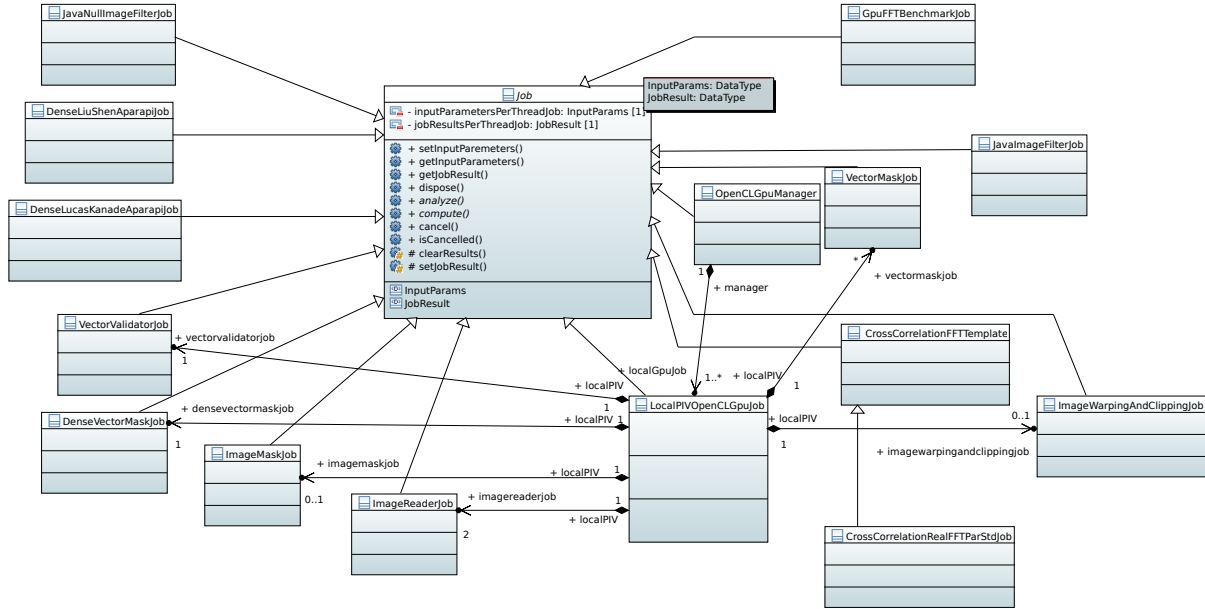 JavaNullImageFilterJob
GpuFFTBenchmarkJob
Job
InputParams: DataType
JobResult: DataType
- inputParametersPerThreadJob: InputParams [1]
- jobResultsPerThreadJob: JobResult [1]
DenseLiuShenAparapiJob
+ setInputParemeters()
+ getInputParameters()
+ getJobResult()
+ dispose()
+ analyze()
+ compute()
+ cancel()
+ isCancelled()
# clearResults()
# setJobResult()
InputParams
JobResult
JavaImageFilterJob
VectorMaskJob
OpenCLGpuManager
DenseLucasKanadeAparapiJob
*
1
+ vectormaskjob
+ manager
VectorValidatorJob
+ vectorvalidatorjob
1
CrossCorrelationFFTTemplate
+ localGpuJob
1..*
+ localPIV
1
+ localPIV
1
LocalPIVOpenCLGpuJob
ImageWarpingAndClippingJob
DenseVectorMaskJob
+ densevectormaskjob
1
+ localPIV
1
+ localPIV
1
0..1
+ imagewarpingandclippingjob
ImageMaskJob
+ imagemaskjob
0..1
+ localPIV
1
ImageReaderJob
+ imagereaderjob
2
1
+ localPIV
CrossCorrelationRealFFTParStdJob